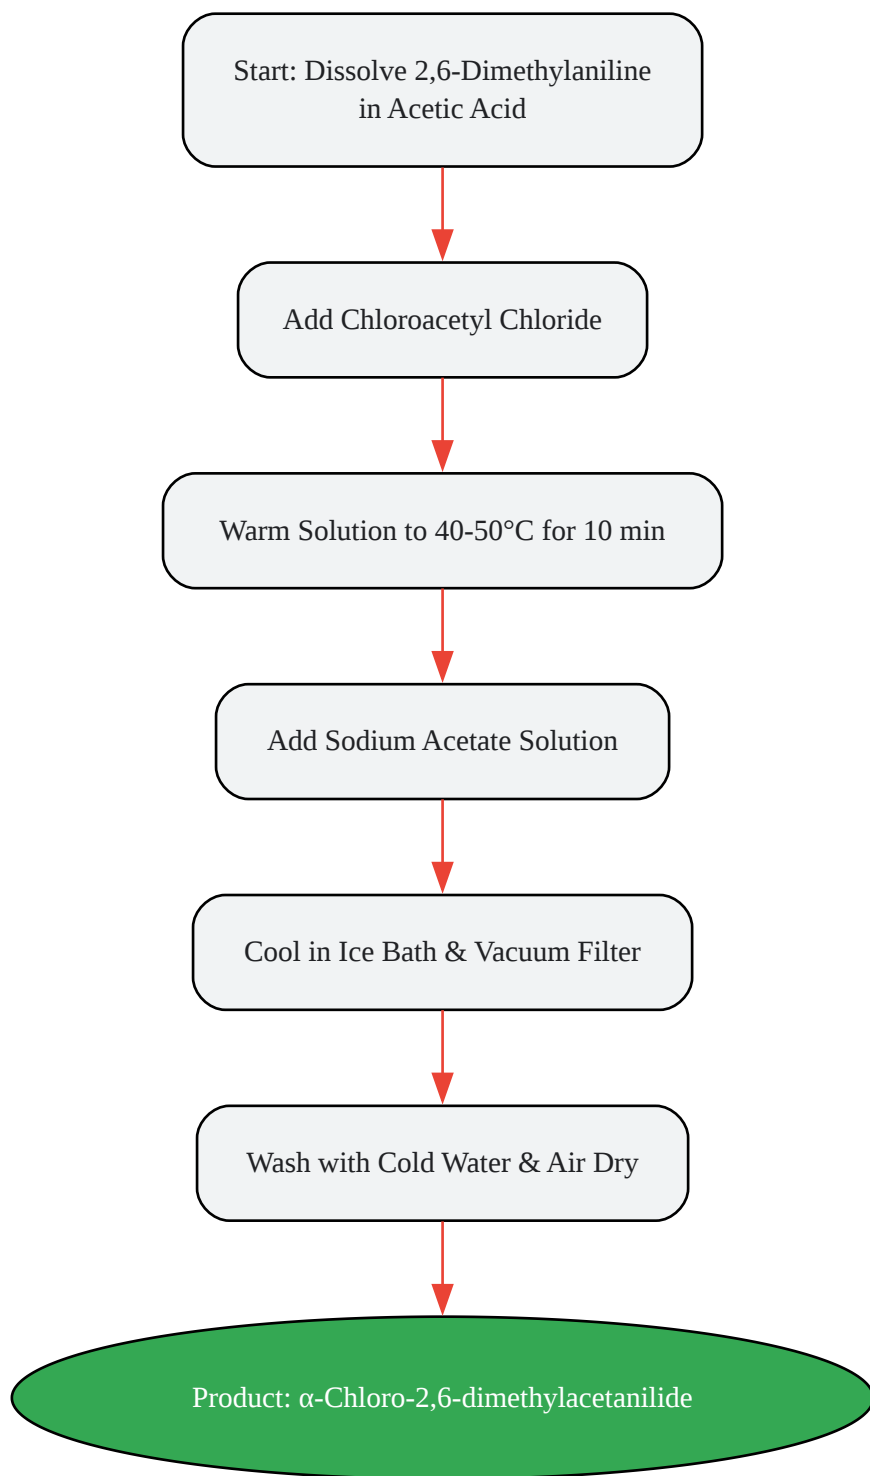 Start: Dissolve 2,6-Dimethylaniline
in Acetic Acid
Add Chloroacetyl Chloride
Warm Solution to 40-50°C for 10 min
Add Sodium Acetate Solution
Cool in Ice Bath & Vacuum Filter
Wash with Cold Water & Air Dry
Product: α-Chloro-2,6-dimethylacetanilide